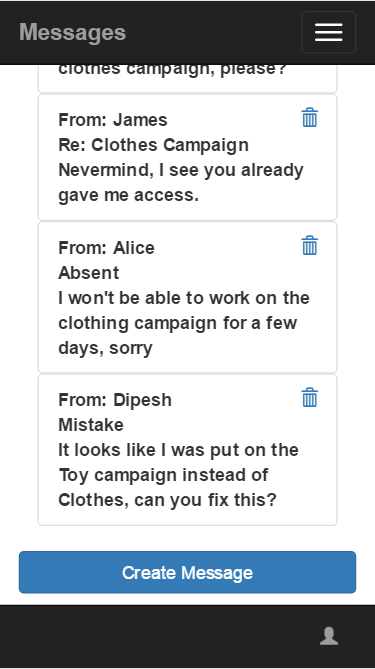 Messages
clothes campaign, please?
From: James
Re: Clothes Campaign
Nevermind, I see you already
gave me access.
From: Alice
Absent
I won't be able to work on the
clothing campaign for a few
days, sorry
From: Dipesh
Mistake
It looks like I was put on the
Toy campaign instead of
Clothes, can you fix this?
Create Message